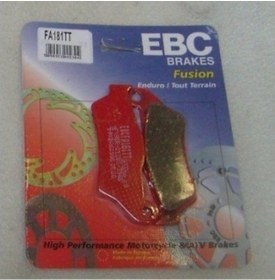 FA181TT
EBC
BRAKES
Fusion
Enduro / Tout Terrain
High Performance Motorcycle & ATV Brakes